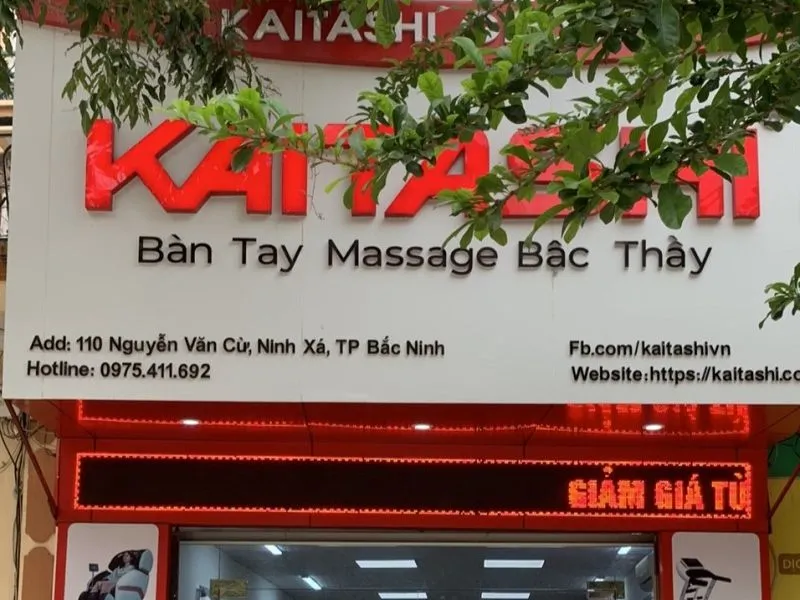 KAITASHI
KAITASHI
Bàn Tay Massage Bậc Thầy
Add: 110 Nguyễn Văn Cừ, Ninh Xá, TP Bắc Ninh
Hotline: 0975.411.692
Fb.com/kaitashivn
Website:https://kaitashi.co
GIẢM GIÁ TỪ